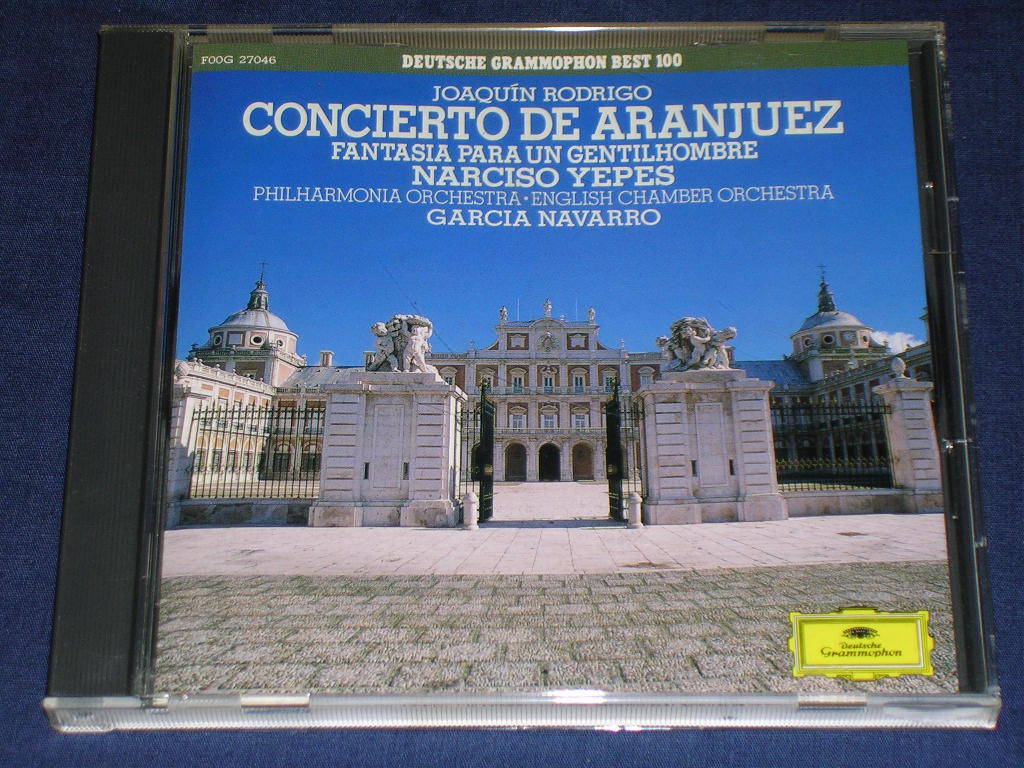 F00G 27046
DEUTSCHE GRAMMOPHON BEST 100
JOAQUÍN RODRIGO
CONCIERTO DE ARANJUEZ
FANTASIA PARA UN GENTILHOMBRE
NARCISO YEPES
PHILHARMONIA ORCHESTRA · ENGLISH CHAMBER ORCHESTRA
GARCIA NAVARRO
Deutsche
Grammophon